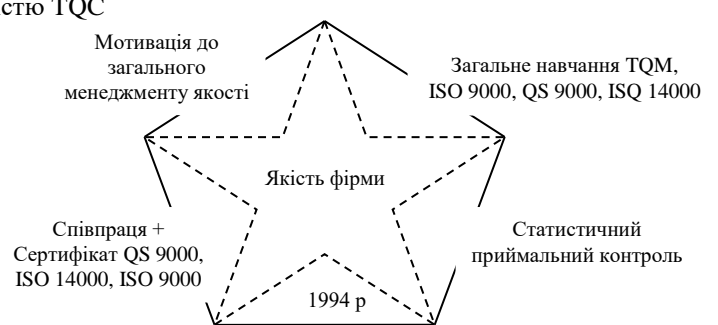 істю TQC
Мотивація до
загального
менеджменту якості
Загальне навчання TQM,
ISO 9000, QS 9000, ISQ 14000
Якість фірми
Співпраця +
Сертифікат QS 9000,
ISO 14000, ISO 9000
Статистичний
приймальний контроль
1994 р